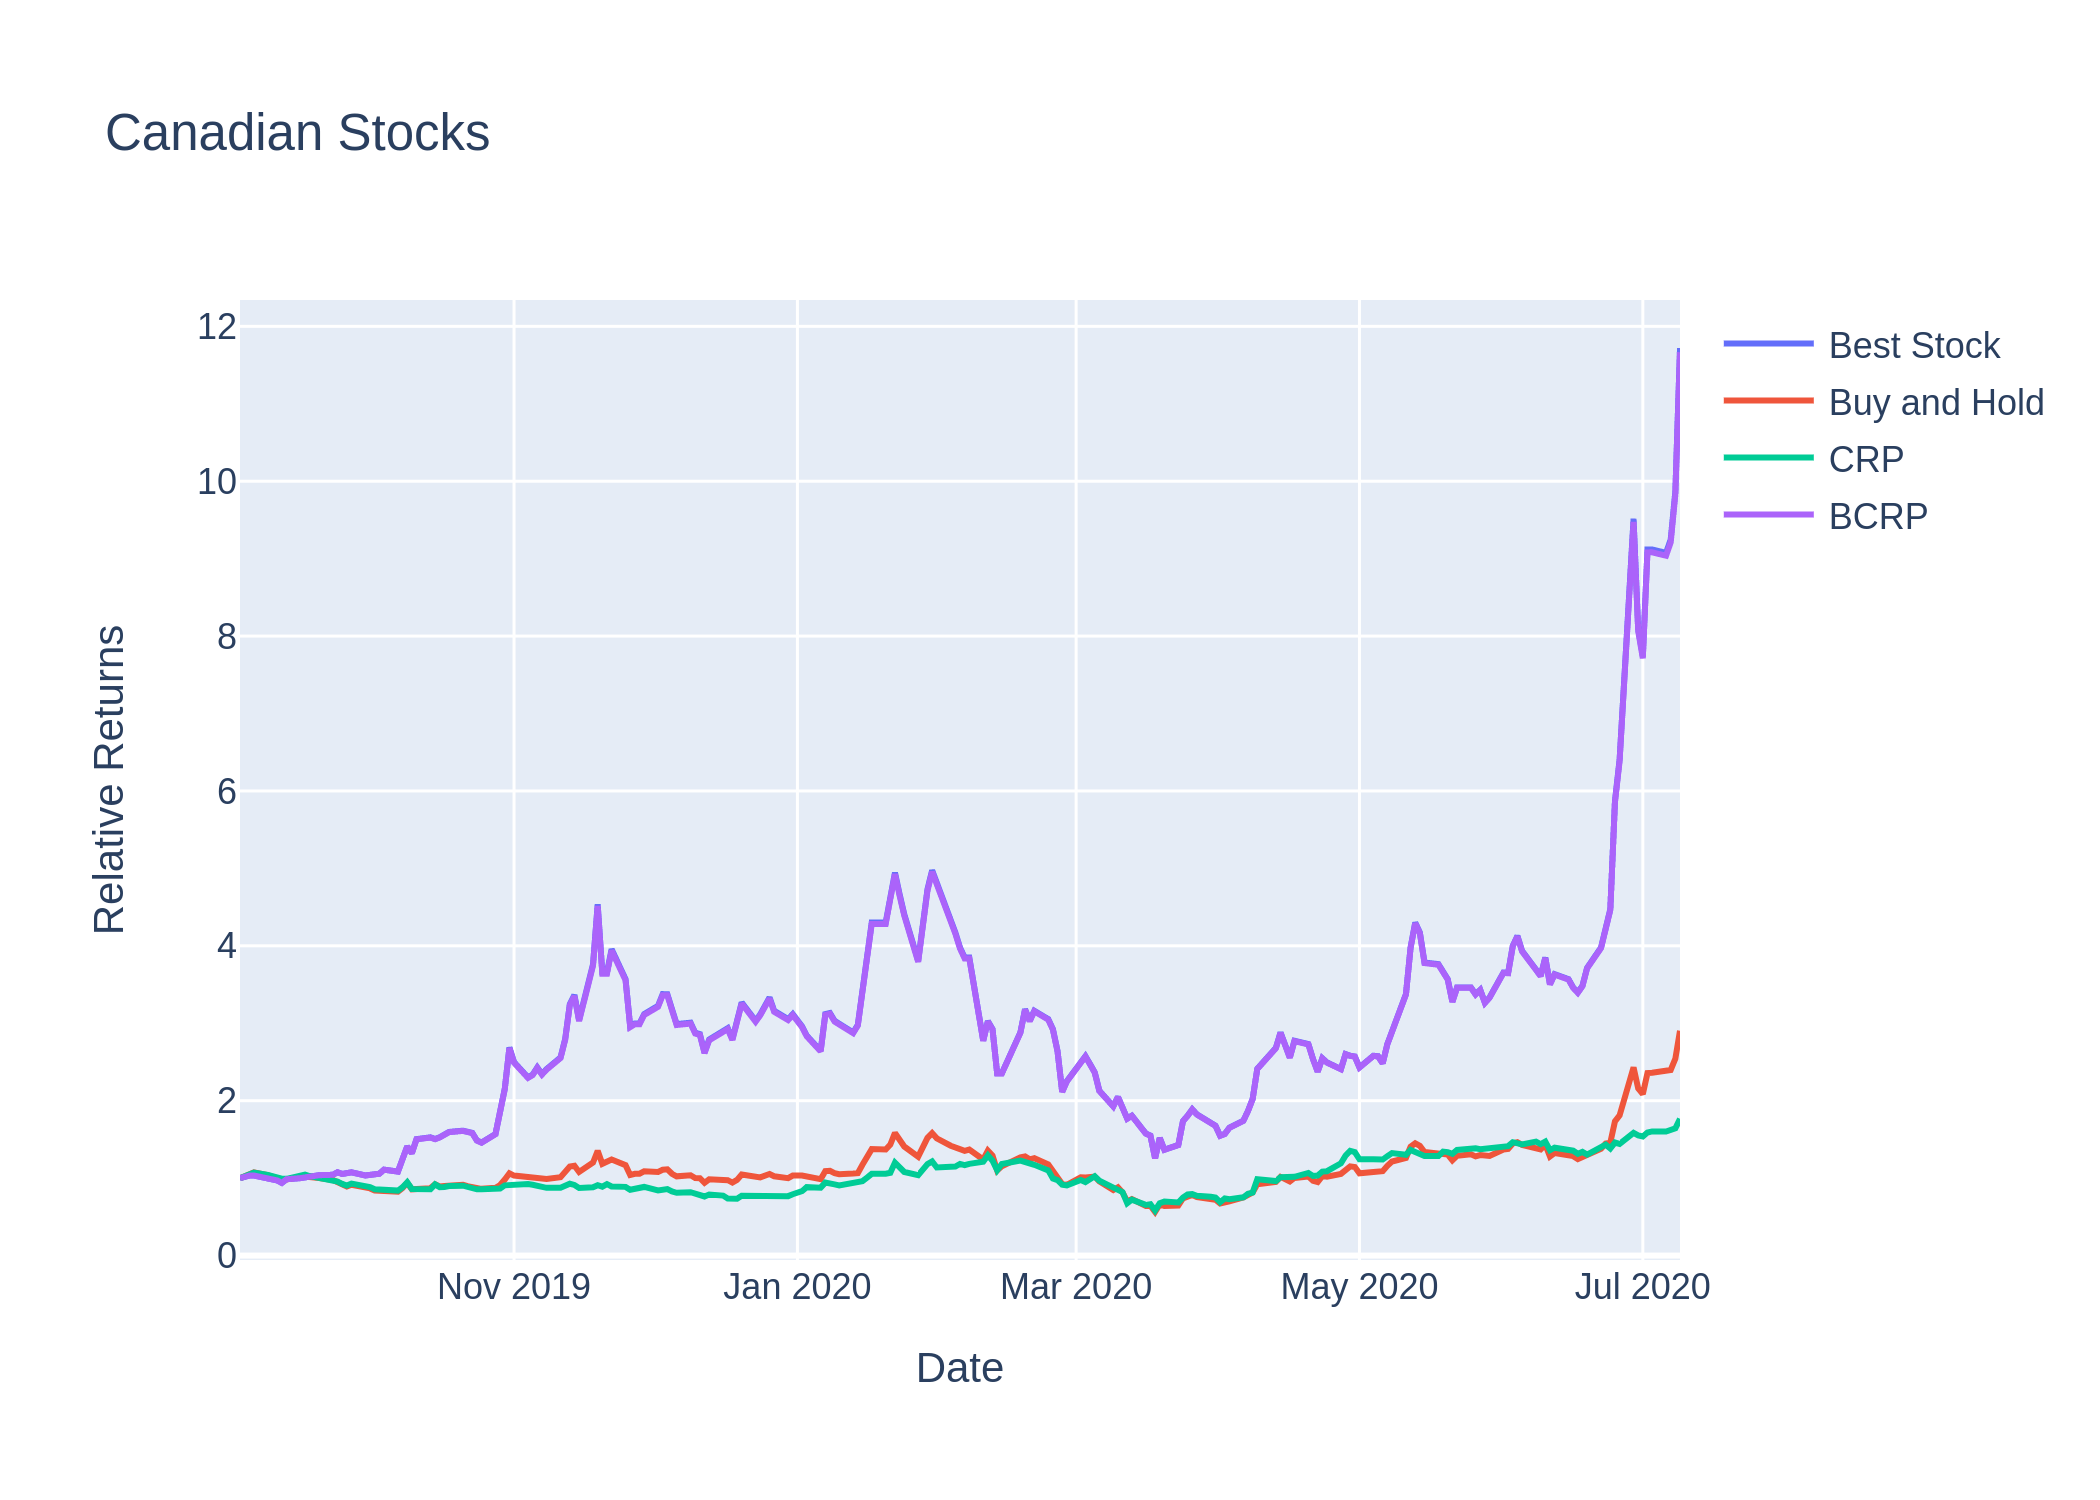 Canadian Stocks
12
10
8
6
4
2
0
Relative Returns
Nov 2019
Jan 2020
Mar 2020
May 2020
Jul 2020
Date
Best Stock
Buy and Hold
CRP
BCRP